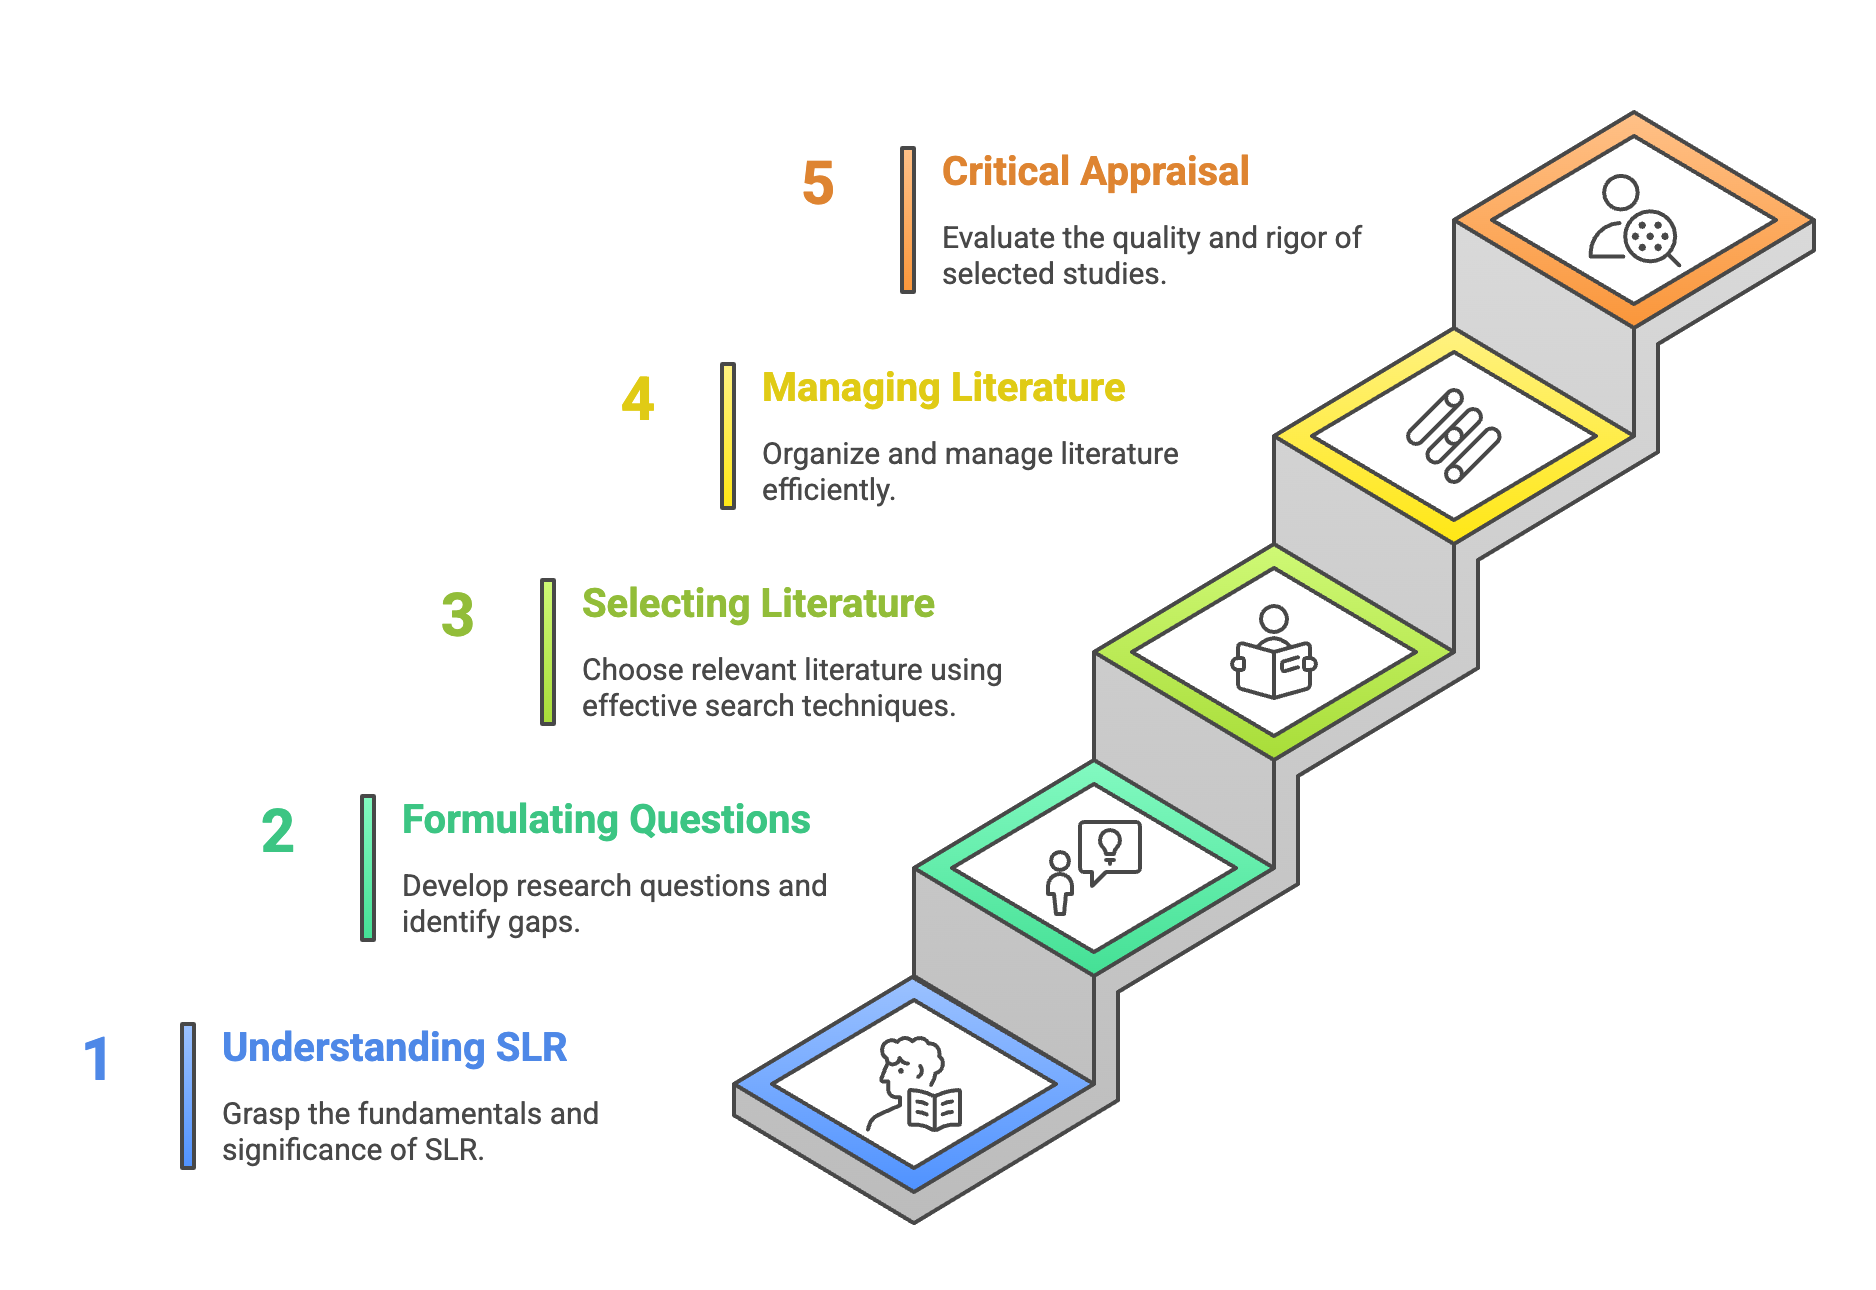 5
Critical Appraisal
Evaluate the quality and rigor of
selected studies.
4
Managing Literature
Organize and manage literature
efficiently.
3
Selecting Literature
Choose relevant literature using
effective search techniques.
2
Formulating Questions
Develop research questions and
identify gaps.
1
Understanding SLR
Grasp the fundamentals and
significance of SLR.